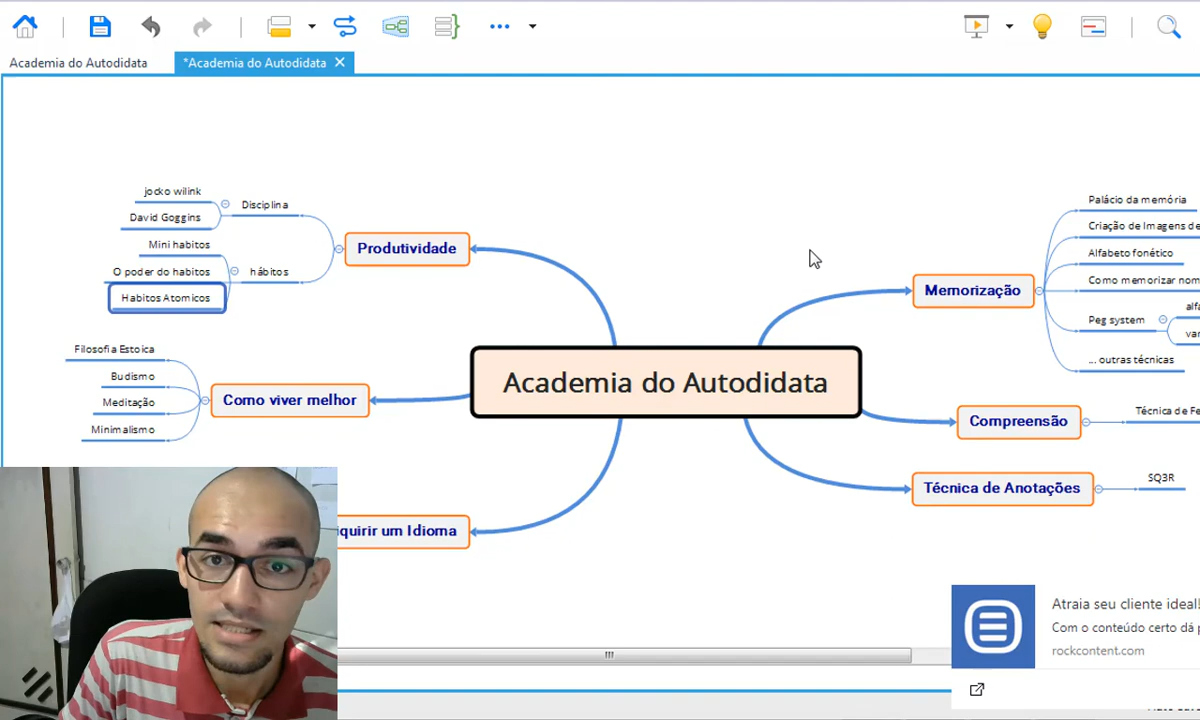 Academia do Autodidata
*Academia do Autodidata
jocko wilink
David Goggins
Disciplina
Mini habitos
O poder do habitos
Habitos Atomicos
hábitos
Produtividade
Filosofia Estoica
Budismo
Meditação
Minimalismo
Como viver melhor
quirir um Idioma
Academia do Autodidata
Memorização
Palácio da memória
Criação de Imagens de
Alfabeto fonético
Como memorizar nom
Peg system
alfa
var
... outras técnicas
Compreensão
Técnica de Fe
Técnica de Anotações
SQ3R
Atraia seu cliente ideal!
Com o conteúdo certo dá p
rockcontent.com